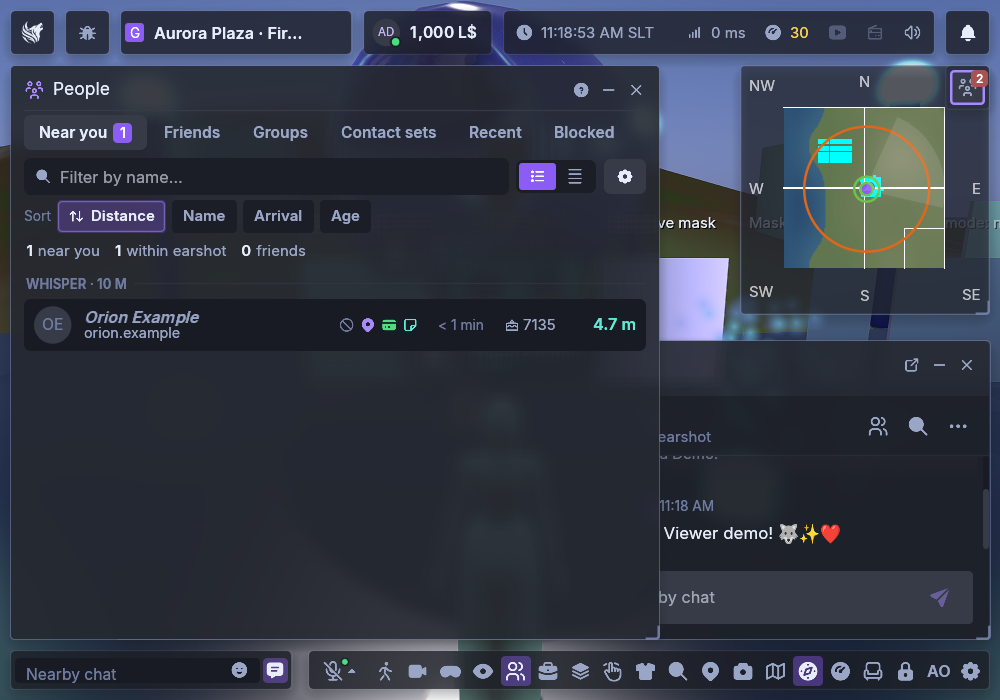 G Aurora Plaza · Fir...
AD 1,000 L$
11:18:53 AM SLT
0 ms
30
People
Near you 1
Friends
Groups
Contact sets
Recent
Blocked
Filter by name...
Sort
Distance
Name
Arrival
Age
1 near you 1 within earshot 0 friends
WHISPER · 10 M
OE
Orion Example
orion.example
< 1 min
7135
4.7 m
NW
N
2
W
E
SW
S
SE
ve mask
Mask
mode:
earshot
11:18 AM
Viewer demo! 🐺✨❤️
by chat
Nearby chat
AO